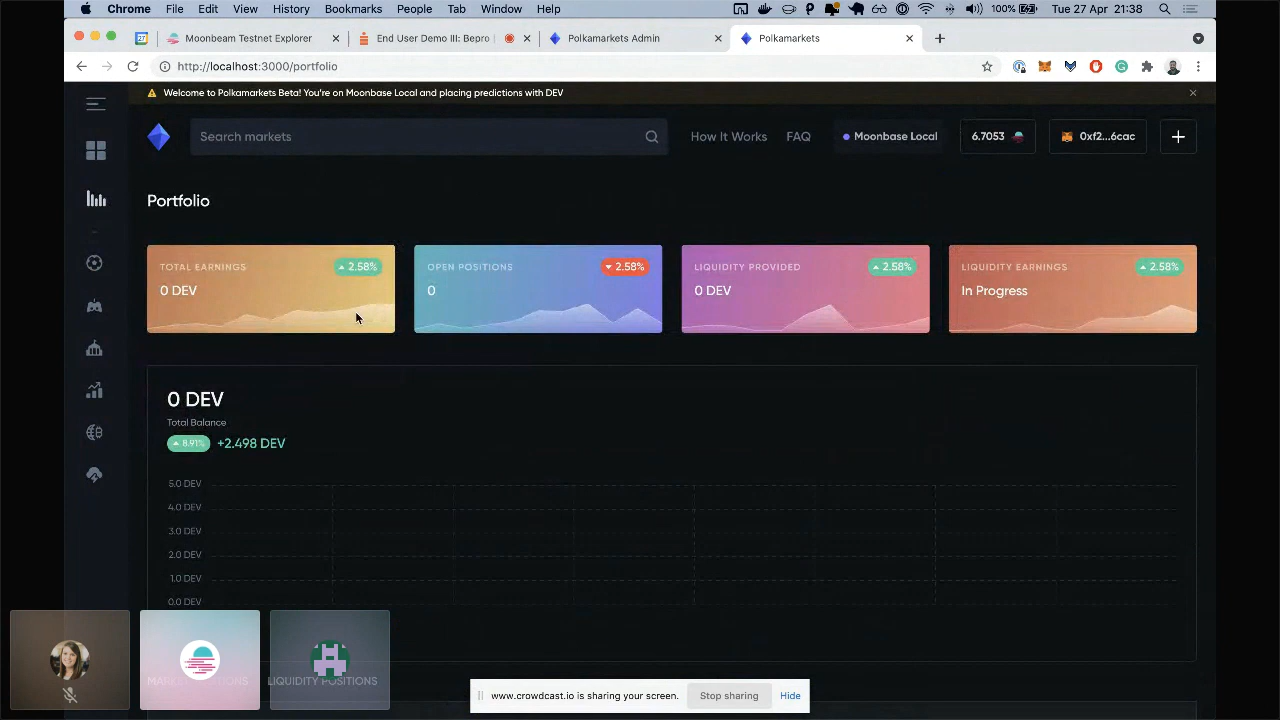 Chrome File Edit View History Bookmarks People Tab Window Help 100% Tue 27 Apr 21:38
27 Moonbeam Testnet Explorer End User Demo III: Bepro Polkamarkets Admin Polkamarkets
http://localhost:3000/portfolio
Welcome to Polkamarkets Beta! You're on Moonbase Local and placing predictions with DEV
Search markets How It Works FAQ Moonbase Local 6.7053 0xf2...6cac
Portfolio
TOTAL EARNINGS 2.58% OPEN POSITIONS 2.58% LIQUIDITY PROVIDED 2.58% LIQUIDITY EARNINGS 2.58%
0 DEV 0 0 DEV In Progress
0 DEV
Total Balance
8.91% +2.498 DEV
5.0 DEV
4.0 DEV
3.0 DEV
2.0 DEV
1.0 DEV
0.0 DEV
MARKET POSITIONS LIQUIDITY POSITIONS
www.crowdcast.io is sharing your screen. Stop sharing Hide